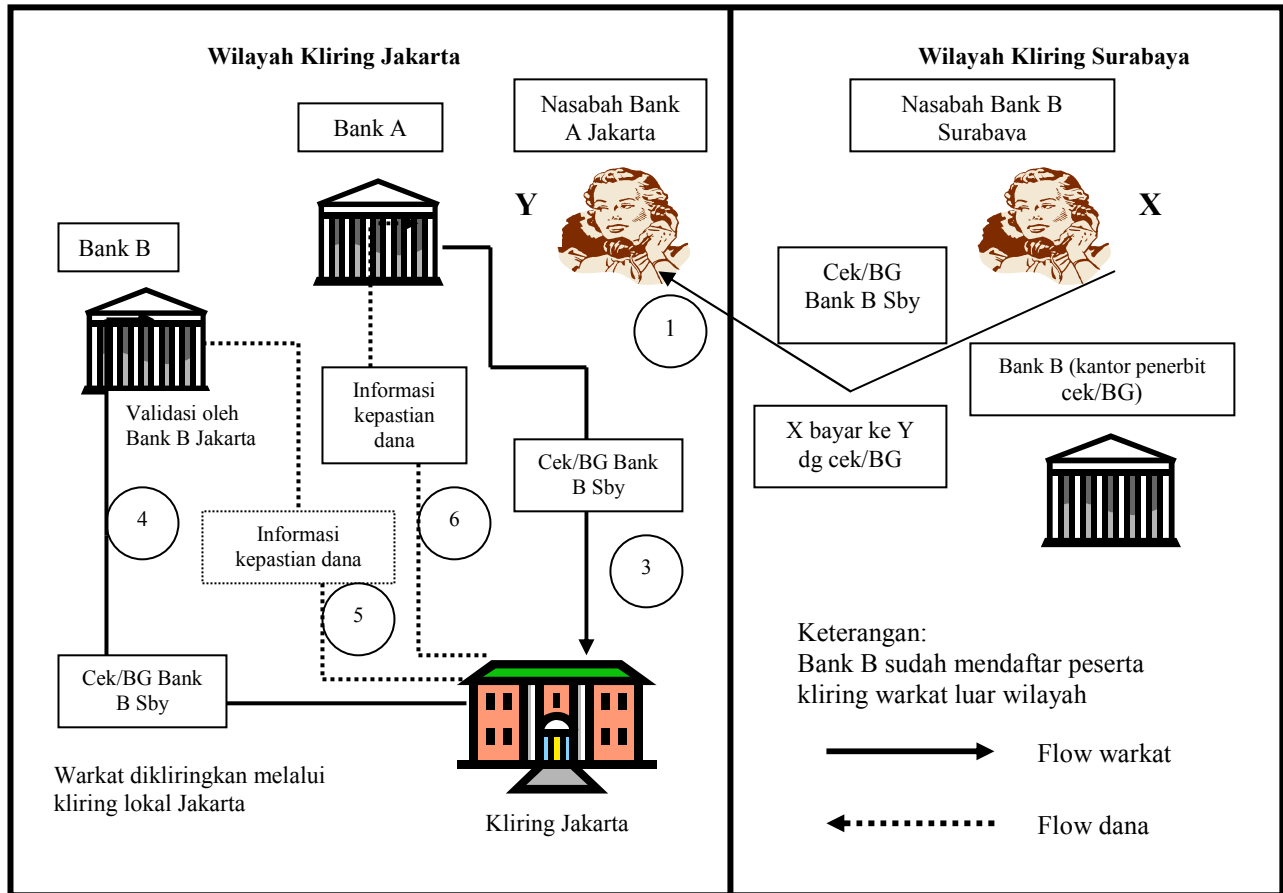 Wilayah Kliring Jakarta
Bank A
Nasabah Bank
A Jakarta
Y
Bank B
1
Informasi
kepastian
dana
Validasi oleh
Bank B Jakarta
Cek/BG Bank
B Sby
4
6
Informasi
kepastian dana
3
5
Cek/BG Bank
B Sby
Warkat dikliringkan melalui
kliring lokal Jakarta
Kliring Jakarta
Wilayah Kliring Surabaya
Nasabah Bank B
Surabaya
X
Cek/BG
Bank B Sby
Bank B (kantor penerbit
cek/BG)
X bayar ke Y
dg cek/BG
Keterangan:
Bank B sudah mendaftar peserta
kliring warkat luar wilayah
Flow warkat
Flow dana